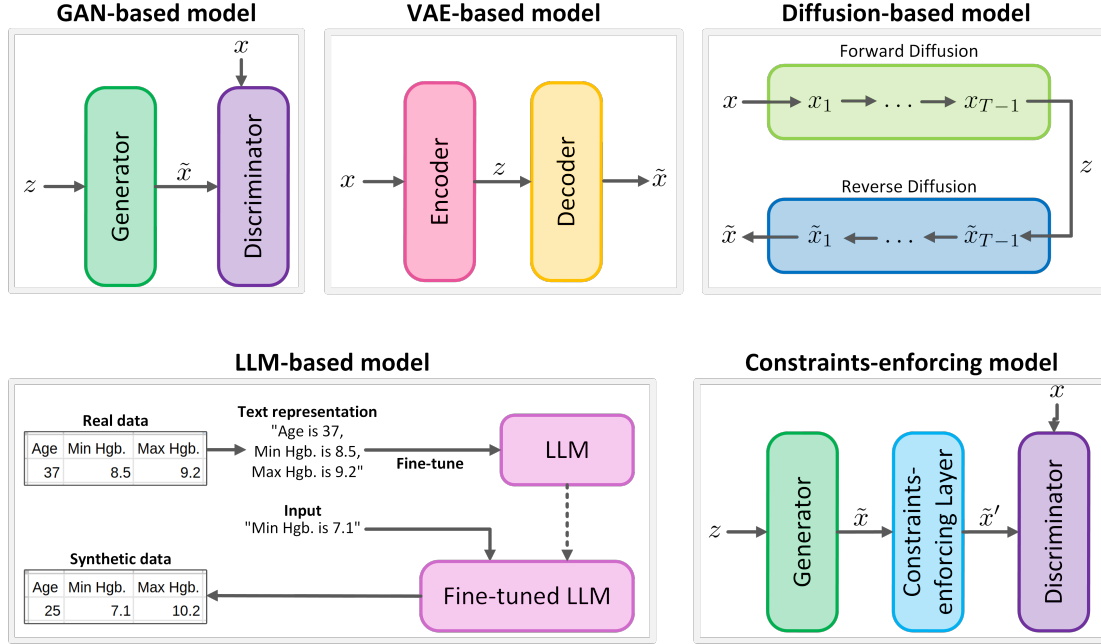 GAN-based model
x
z
Generator
x̃
Discriminator
VAE-based model
x
Encoder
z
Decoder
x̃
Diffusion-based model
Forward Diffusion
x
x₁
...
x_{T−1}
z
Reverse Diffusion
x̃
x̃₁
...
x̃_{T−1}
LLM-based model
Real data
Age Min Hgb. Max Hgb.
37 8.5 9.2
Text representation
"Age is 37,
Min Hgb. is 8.5,
Max Hgb. is 9.2"
Fine-tune
LLM
Input
"Min Hgb. is 7.1"
Synthetic data
Age Min Hgb. Max Hgb.
25 7.1 10.2
Fine-tuned LLM
Constraints-enforcing model
x
z
Generator
x̃
Constraints-
enforcing Layer
x̃′
Discriminator